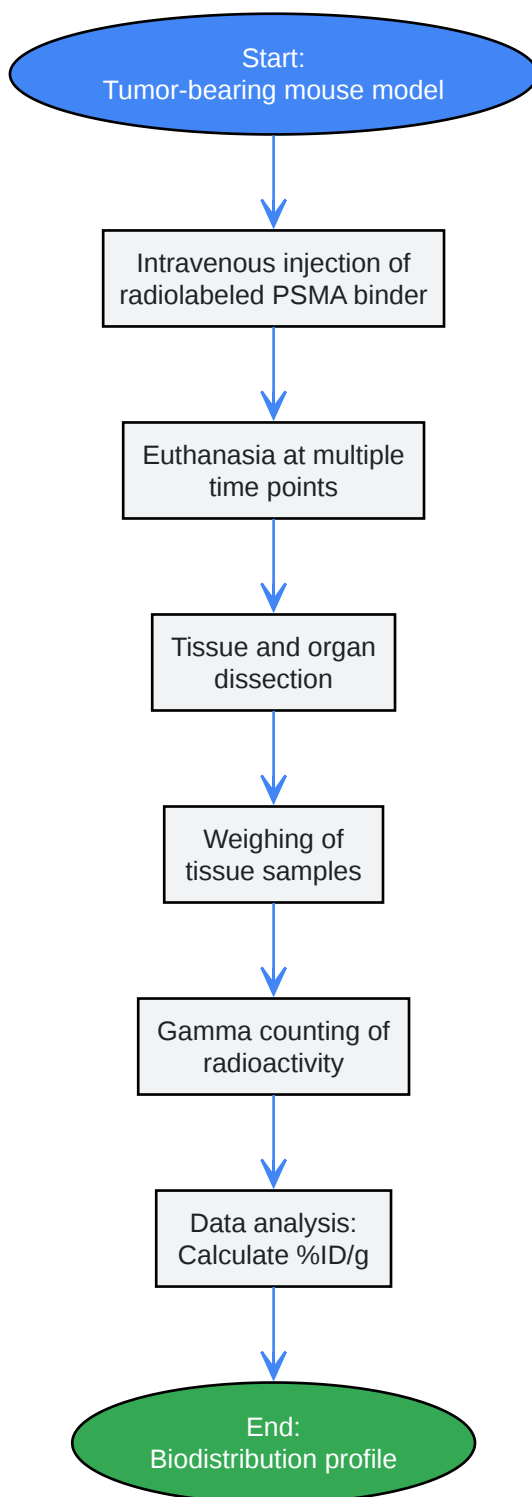 Start:
Tumor-bearing mouse model
Intravenous injection of
radiolabeled PSMA binder
Euthanasia at multiple
time points
Tissue and organ
dissection
Weighing of
tissue samples
Gamma counting of
radioactivity
Data analysis:
Calculate %ID/g
End:
Biodistribution profile